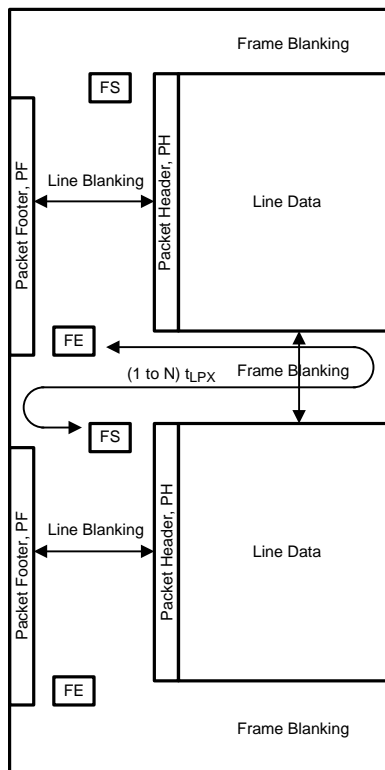 Frame Blanking
FS
Packet Footer, PF
Line Blanking
Packet Header, PH
Line Data
FE
(1 to N) tLPX
Frame Blanking
FS
Packet Footer, PF
Line Blanking
Packet Header, PH
Line Data
FE
Frame Blanking